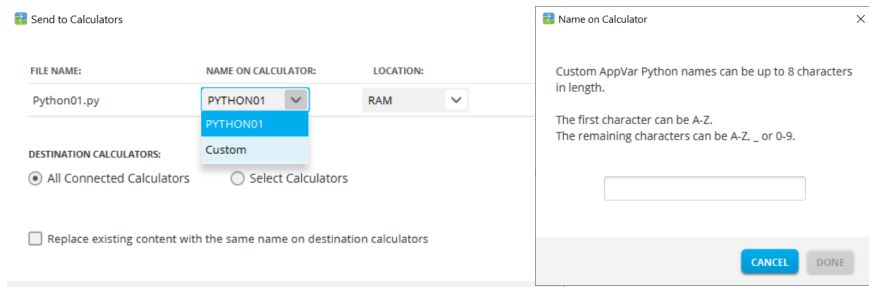 Send to Calculators
FILE NAME: NAME ON CALCULATOR: LOCATION:
Python01.py PYTHON01 RAM
PYTHON01
Custom
DESTINATION CALCULATORS:
All Connected Calculators Select Calculators
Replace existing content with the same name on destination calculators
Name on Calculator
Custom AppVar Python names can be up to 8 characters
in length.
The first character can be A-Z.
The remaining characters can be A-Z, _ or 0-9.
CANCEL DONE